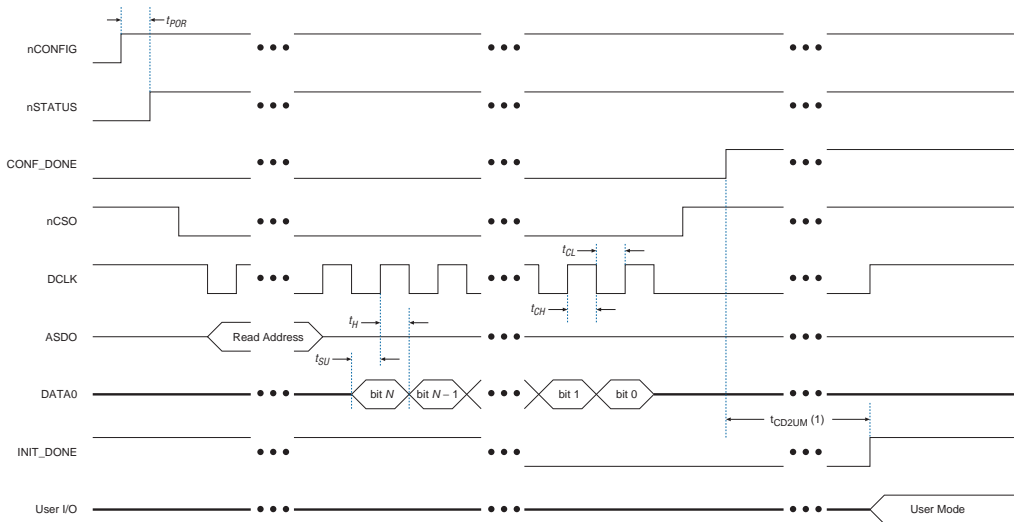 tPOR
nCONFIG
nSTATUS
CONF_DONE
nCSO
tCL
DCLK
tCH
tH
ASDO
Read Address
tSU
DATA0
bit N
bit N – 1
bit 1
bit 0
tCD2UM (1)
INIT_DONE
User I/O
User Mode